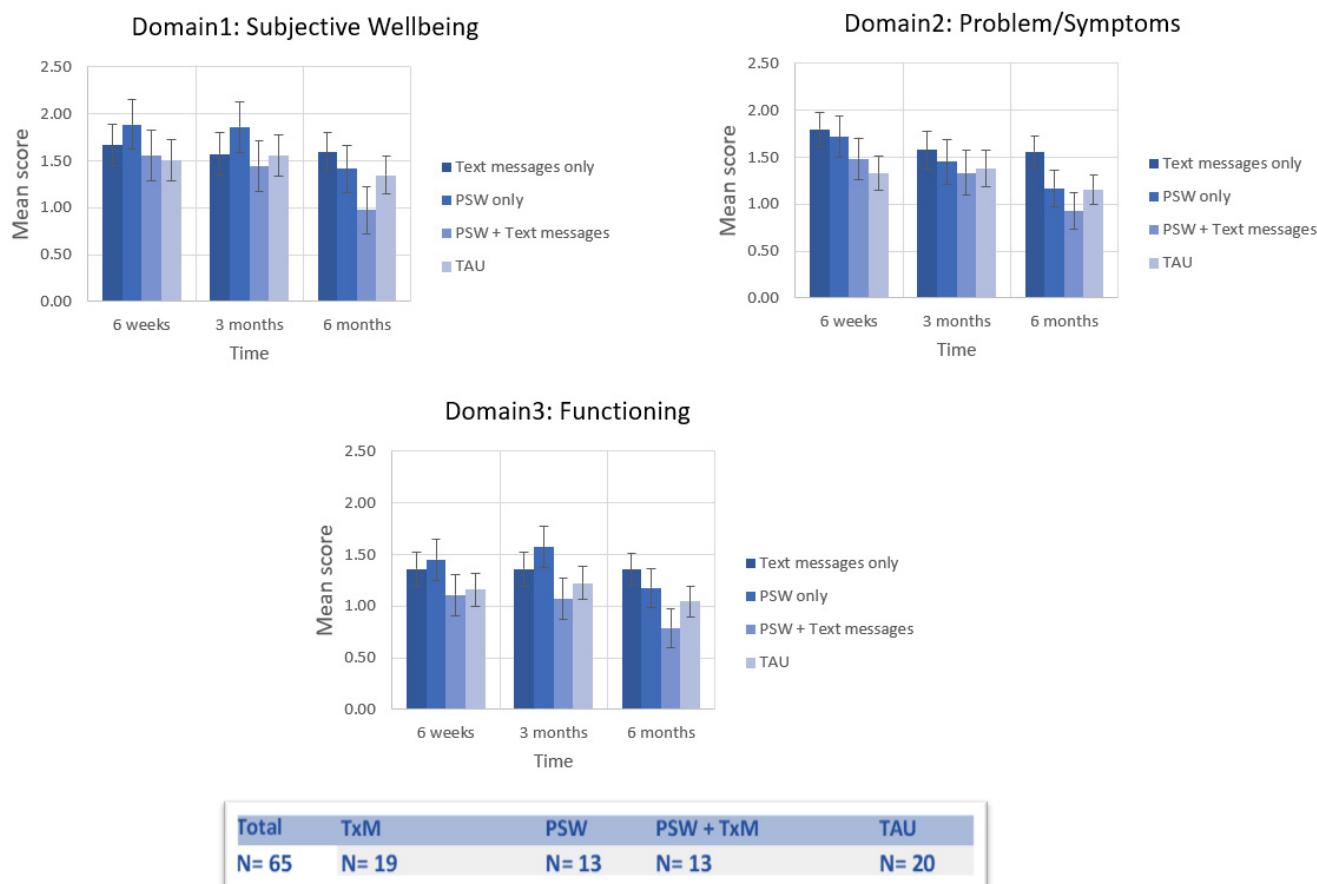 Domain1: Subjective Wellbeing
2.50
2.00
1.50
1.00
0.50
0.00
Mean score
6 weeks 3 months 6 months
Time
Text messages only
PSW only
PSW + Text messages
TAU
Domain2: Problem/Symptoms
2.50
2.00
1.50
1.00
0.50
0.00
Mean score
6 weeks 3 months 6 months
Time
Text messages only
PSW only
PSW + Text messages
TAU
Domain3: Functioning
2.50
2.00
1.50
1.00
0.50
0.00
Mean score
6 weeks 3 months 6 months
Time
Text messages only
PSW only
PSW + Text messages
TAU
Total TxM PSW PSW + TxM TAU
N= 65 N= 19 N= 13 N= 13 N= 20